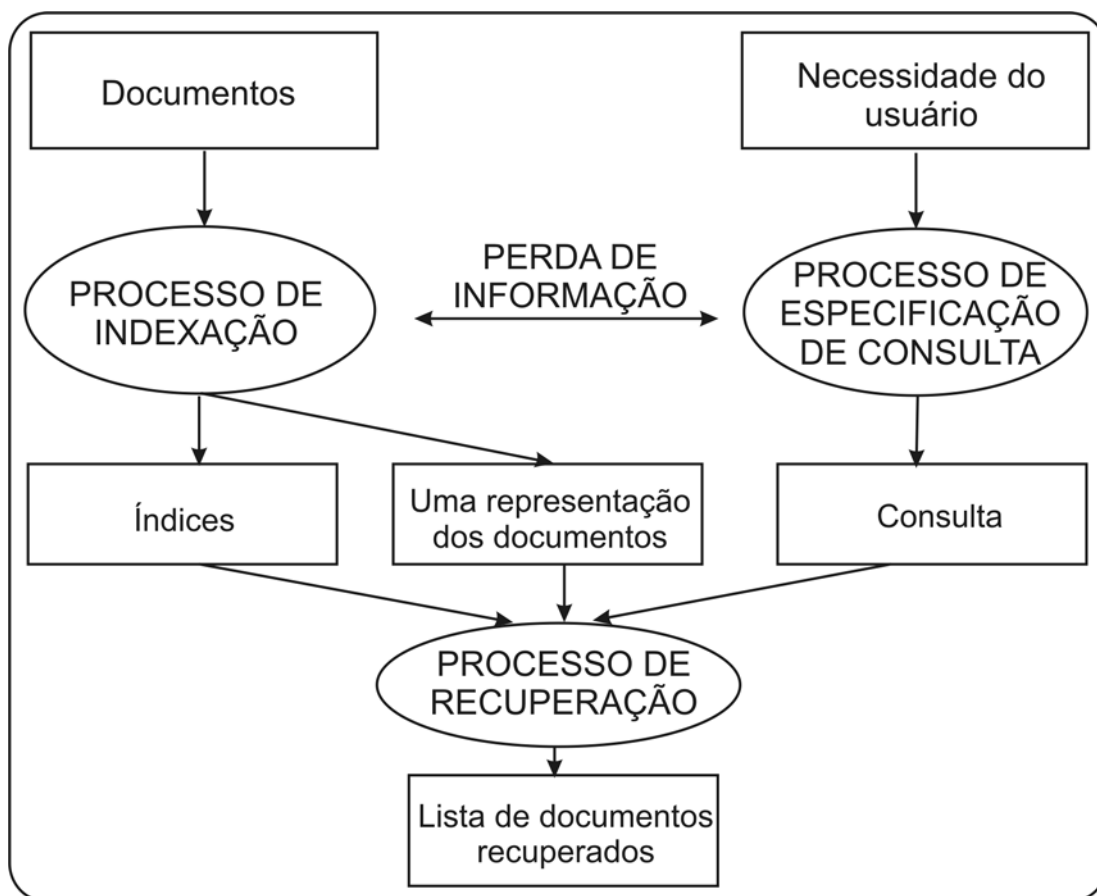 Documentos
Necessidade do
usuário
PROCESSO DE
INDEXAÇÃO
PERDA DE
INFORMAÇÃO
PROCESSO DE
ESPECIFICAÇÃO
DE CONSULTA
Índices
Uma representação
dos documentos
Consulta
PROCESSO DE
RECUPERAÇÃO
Lista de documentos
recuperados